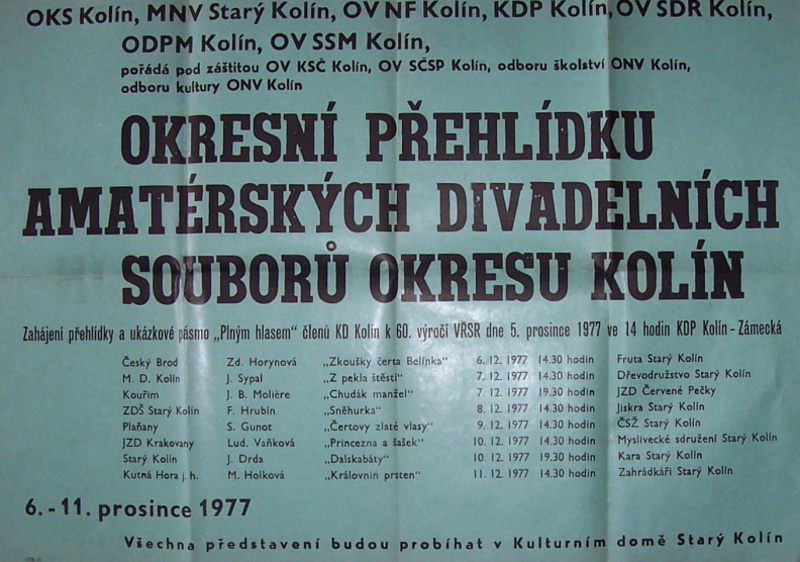 OKS Kolín, MNV Starý Kolín, OV NF Kolín, KDP Kolín, OV SDR Kolín,
ODPM Kolín, OV SSM Kolín,
pořádá pod záštitou OV KSČ Kolín, OV SČSP Kolín, odboru školství ONV Kolín,
odboru kultury ONV Kolín
OKRESNÍ PŘEHLÍDKU
AMATÉRSKÝCH DIVADELNÍCH
SOUBORŮ OKRESU KOLÍN
Zahájení přehlídky a ukázkové pásmo „Plným hlasem“ členů KD Kolín k 60. výročí VŘSR dne 5. prosince 1977 ve 14 hodin KDP Kolín - Zámecká
Český Brod Zd. Horynová „Zkoušky čerta Belínka“ 6. 12. 1977 14.30 hodin Fruta Starý Kolín
M. D. Kolín J. Sypal „Z pekla štěstí“ 7. 12. 1977 14.30 hodin Dřevodružstvo Starý Kolín
Kouřim J. B. Molière „Chudák manžel“ 7. 12. 1977 19.30 hodin JZD Červené Pečky
ZDŠ Starý Kolín F. Hrubín „Sněhurka“ 8. 12. 1977 14.30 hodin Jiskra Starý Kolín
Plaňany S. Gunot „Čertovy zlaté vlasy“ 9. 12. 1977 14.30 hodin ČSŽ Starý Kolín
JZD Krakovany Lud. Vaňková „Princezna a šašek“ 10. 12. 1977 14.30 hodin Myslivecké sdružení Starý Kolín
Starý Kolín J. Drda „Dalskabáty“ 10. 12. 1977 19.30 hodin Kara Starý Kolín
Kutná Hora j. h. M. Holková „Královnin prsten“ 11. 12. 1977 14.30 hodin Zahrádkáři Starý Kolín
6. - 11. prosince 1977
Všechna představení budou probíhat v Kulturním domě Starý Kolín